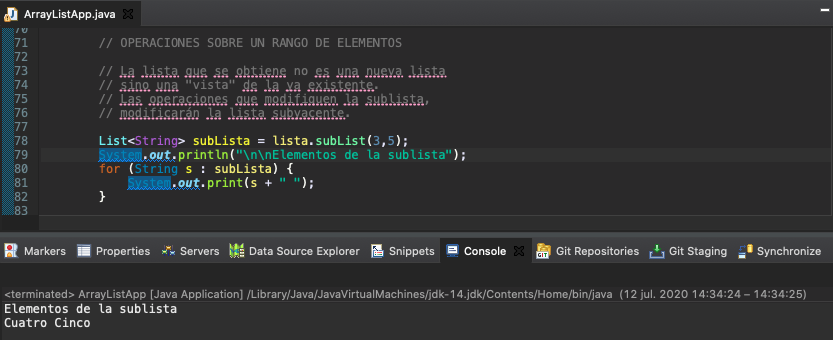 ArrayListApp.java
70
71 // OPERACIONES SOBRE UN RANGO DE ELEMENTOS
72
73 // La lista que se obtiene no es una nueva lista
74 // sino una "vista" de la ya existente.
75 // Las operaciones que modifiquen la sublista,
76 // modificarán la lista subyacente.
77
78 List<String> subLista = lista.subList(3,5);
79 System.out.println("\n\nElementos de la sublista");
80 for (String s : subLista) {
81 System.out.print(s + " ");
82 }
83
Markers Properties Servers Data Source Explorer Snippets Console Git Repositories Git Staging Synchronize
<terminated> ArrayListApp [Java Application] /Library/Java/JavaVirtualMachines/jdk-14.jdk/Contents/Home/bin/java (12 jul. 2020 14:34:24 – 14:34:25)
Elementos de la sublista
Cuatro Cinco